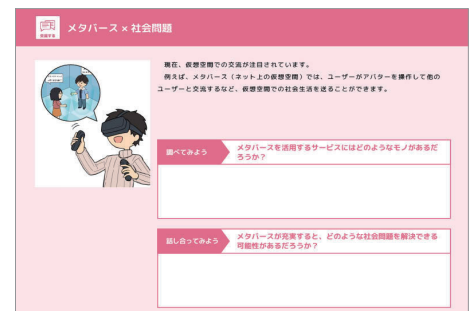 メタバース × 社会問題
現在、仮想空間での交流が注目されています。
例えば、メタバース（ネット上の仮想空間）では、ユーザーがアバターを操作して他の
ユーザーと交流するなど、仮想空間での社会生活を送ることができます。
調べてみよう
メタバースを活用するサービスにはどのようなモノがあるだ
ろうか？
話し合ってみよう
メタバースが充実すると、どのような社会問題を解決できる
可能性があるだろうか？